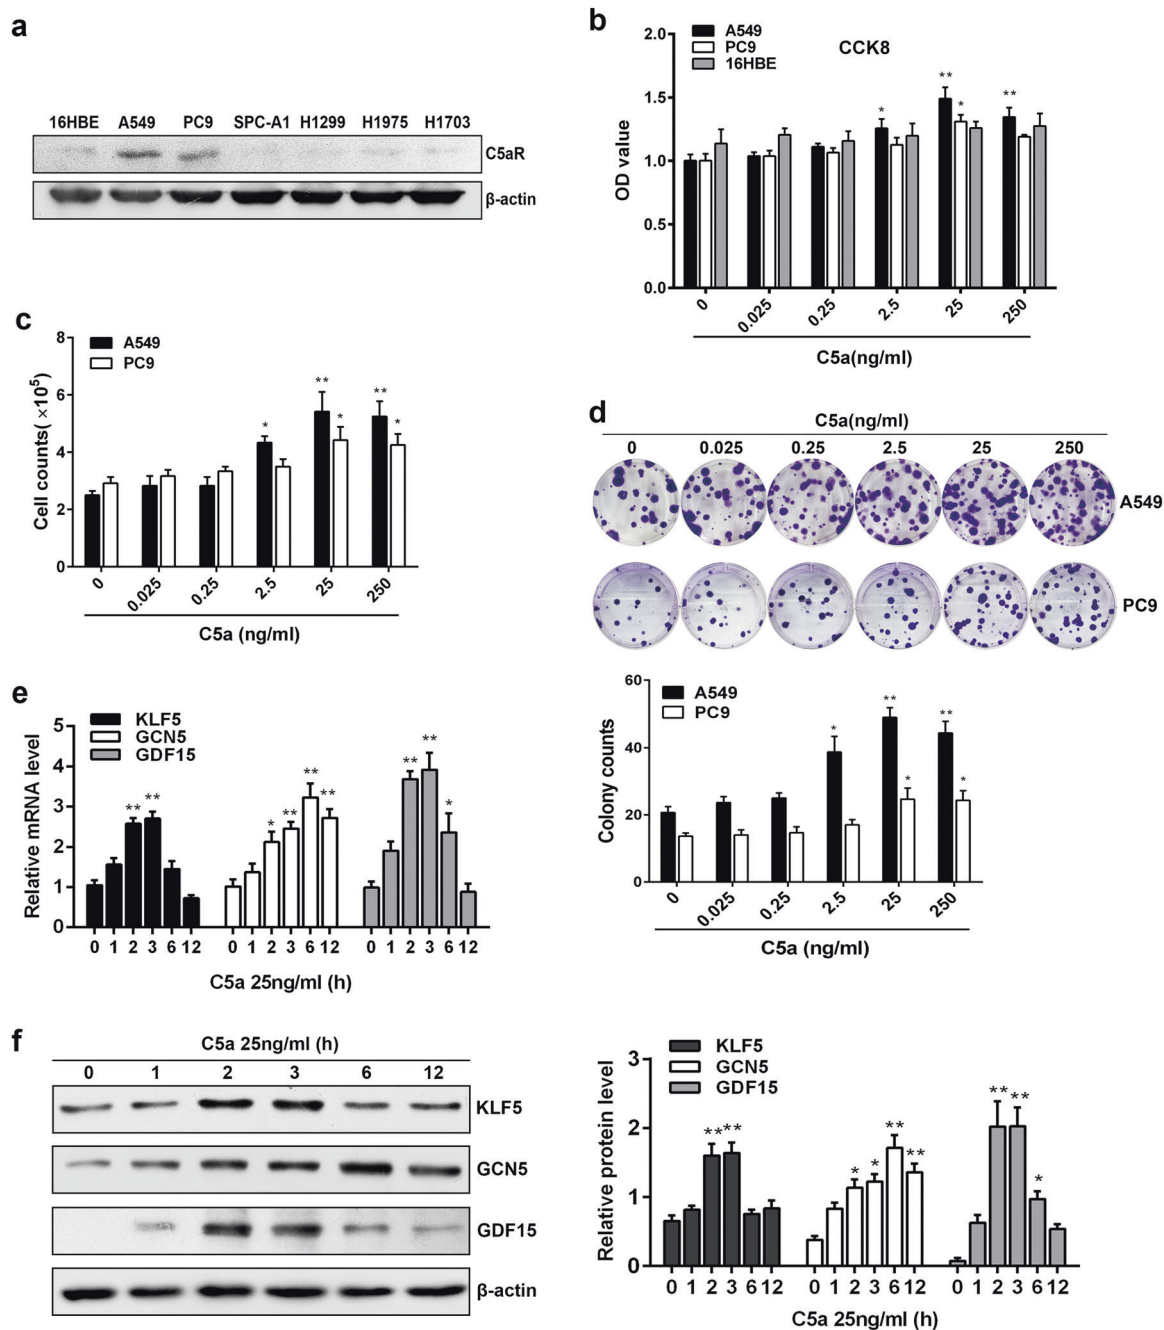 a
16HBE A549 PC9 SPC-A1 H1299 H1975 H1703
C5aR
β-actin
b
A549
PC9
16HBE
CCK8
OD value
2.0
1.5
1.0
0.5
0.0
** 
* * **
0 0.025 0.25 2.5 25 250
C5a(ng/ml)
c
A549
PC9
Cell counts( ×10⁵)
8
6
4
2
0
** **
* * *
0 0.025 0.25 2.5 25 250
C5a (ng/ml)
d
C5a(ng/ml)
0 0.025 0.25 2.5 25 250
A549
PC9
A549
PC9
Colony counts
60
40
20
0
* ** **
* *
0 0.025 0.25 2.5 25 250
C5a (ng/ml)
e
KLF5
GCN5
GDF15
Relative mRNA level
5
4
3
2
1
0
** ** * ** ** ** ** ** *
0 1 2 3 6 12 0 1 2 3 6 12 0 1 2 3 6 12
C5a 25ng/ml (h)
f
C5a 25ng/ml (h)
0 1 2 3 6 12
KLF5
GCN5
GDF15
β-actin
KLF5
GCN5
GDF15
Relative protein level
3
2
1
0
** ** * * ** ** ** ** *
0 1 2 3 6 12 0 1 2 3 6 12 0 1 2 3 6 12
C5a 25ng/ml (h)